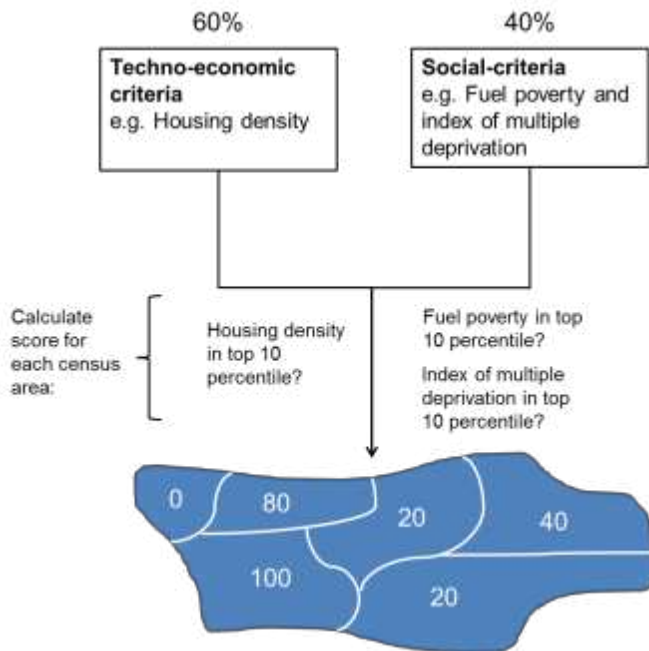 60%
40%
Techno-economic
criteria
e.g. Housing density
Social-criteria
e.g. Fuel poverty and
index of multiple
deprivation
Calculate
score for
each census
area:
Housing density
in top 10
percentile?
Fuel poverty in top
10 percentile?
Index of multiple
deprivation in top
10 percentile?
0
80
20
40
100
20